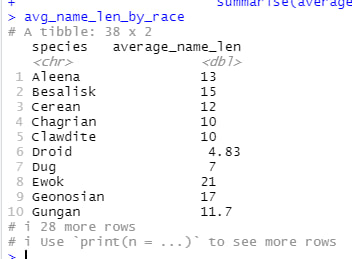 + summarise(average
> avg_name_len_by_race
# A tibble: 38 x 2
species average_name_len
<chr> <dbl>
1 Aleena 13
2 Besalisk 15
3 Cerean 12
4 Chagrian 10
5 Clawdite 10
6 Droid 4.83
7 Dug 7
8 Ewok 21
9 Geonosian 17
10 Gungan 11.7
# i 28 more rows
# i Use `print(n = ...)` to see more rows
>